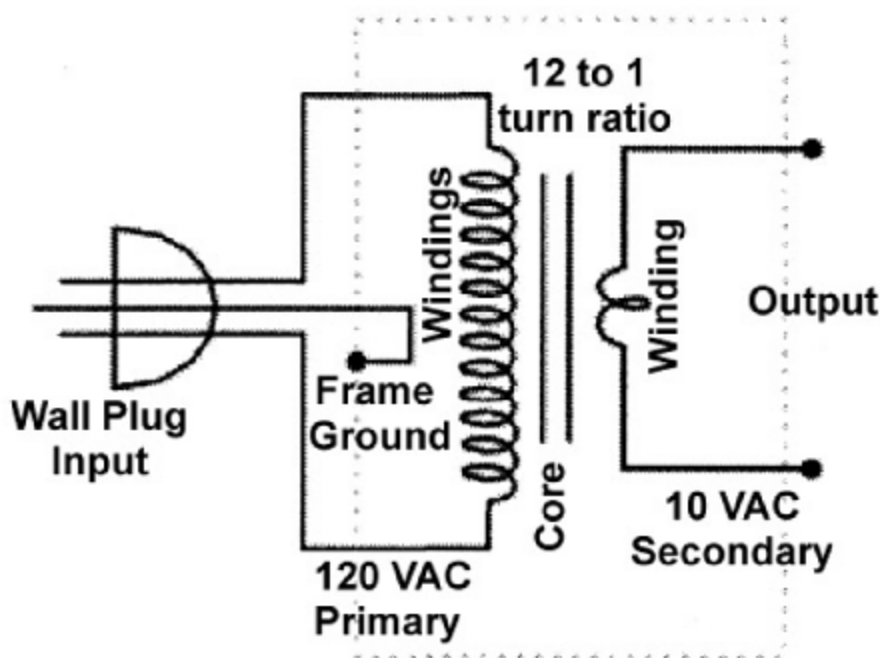 12 to 1
turn ratio
Windings
Winding
Output
Wall Plug
Input
Frame
Ground
Core
10 VAC
Secondary
120 VAC
Primary